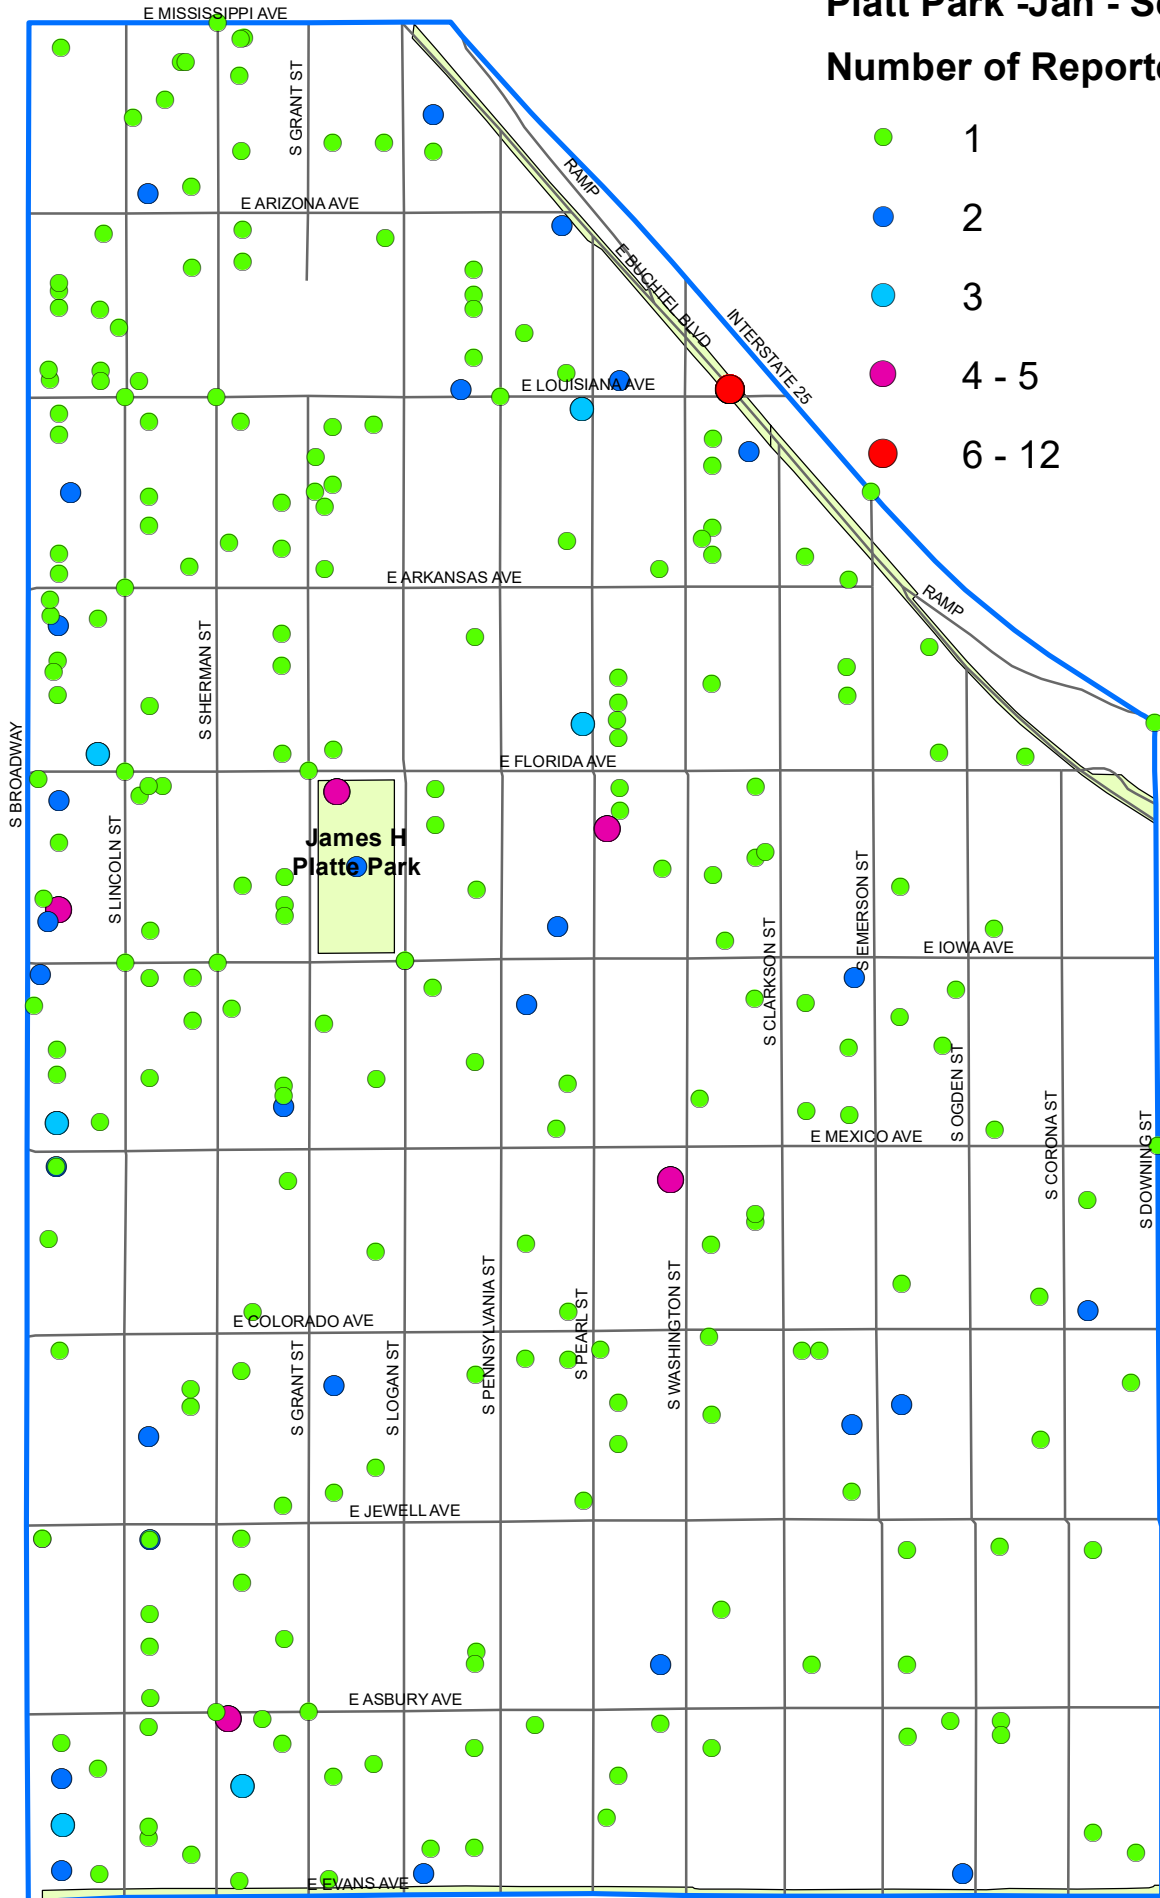 Platt Park -Jan - Se
Number of Reporte
1
2
3
4 - 5
6 - 12
E MISSISSIPPI AVE
S GRANT ST
E ARIZONA AVE
RAMP
E BUCHTEL BLVD
INTERSTATE 25
E LOUISIANA AVE
E ARKANSAS AVE
RAMP
S SHERMAN ST
S BROADWAY
E FLORIDA AVE
S LINCOLN ST
James H
Platte Park
S EMERSON ST
S CLARKSON ST
E IOWA AVE
S OGDEN ST
S CORONA ST
S DOWNING ST
E MEXICO AVE
S PENNSYLVANIA ST
S PEARL ST
S WASHINGTON ST
E COLORADO AVE
S GRANT ST
S LOGAN ST
E JEWELL AVE
E ASBURY AVE
E EVANS AVE